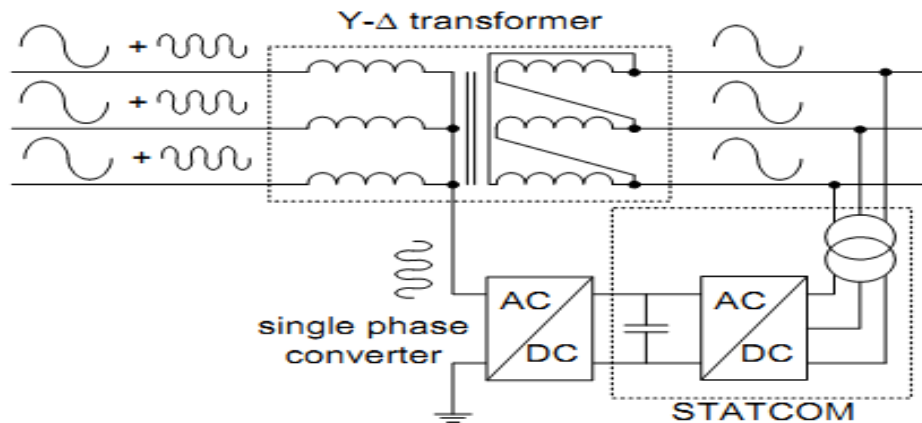 Y-Δ transformer
+
+
+
AC
DC
AC
DC
single phase
converter
STATCOM